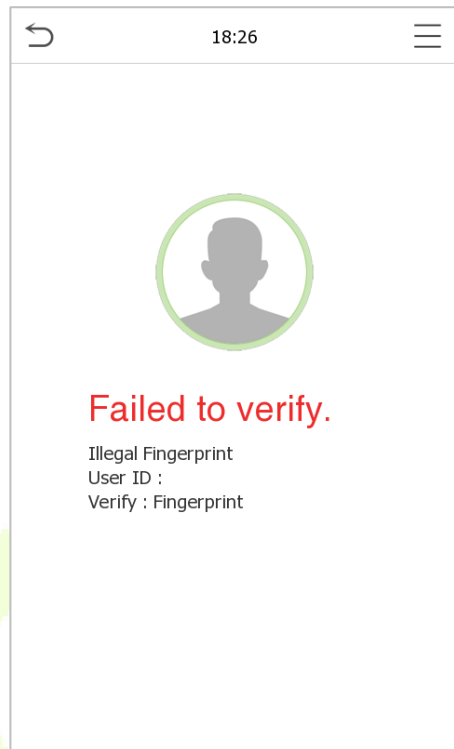 18:26
Failed to verify.
Illegal Fingerprint
User ID :
Verify : Fingerprint